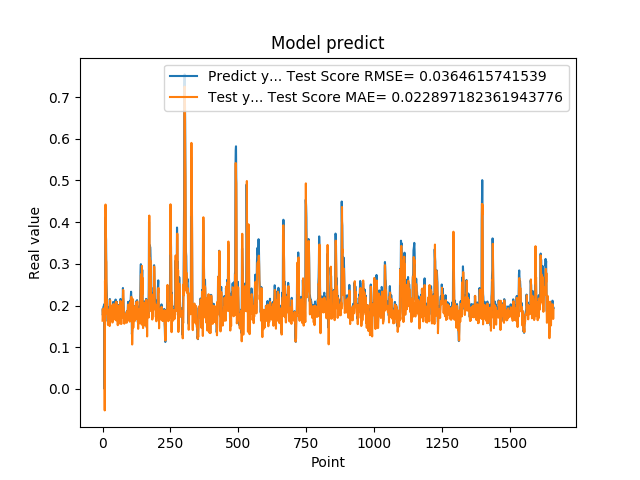 Model predict
Predict y... Test Score RMSE= 0.0364615741539
Test y... Test Score MAE= 0.022897182361943776
0.7
0.6
0.5
0.4
0.3
0.2
0.1
0.0
Real value
0 250 500 750 1000 1250 1500
Point